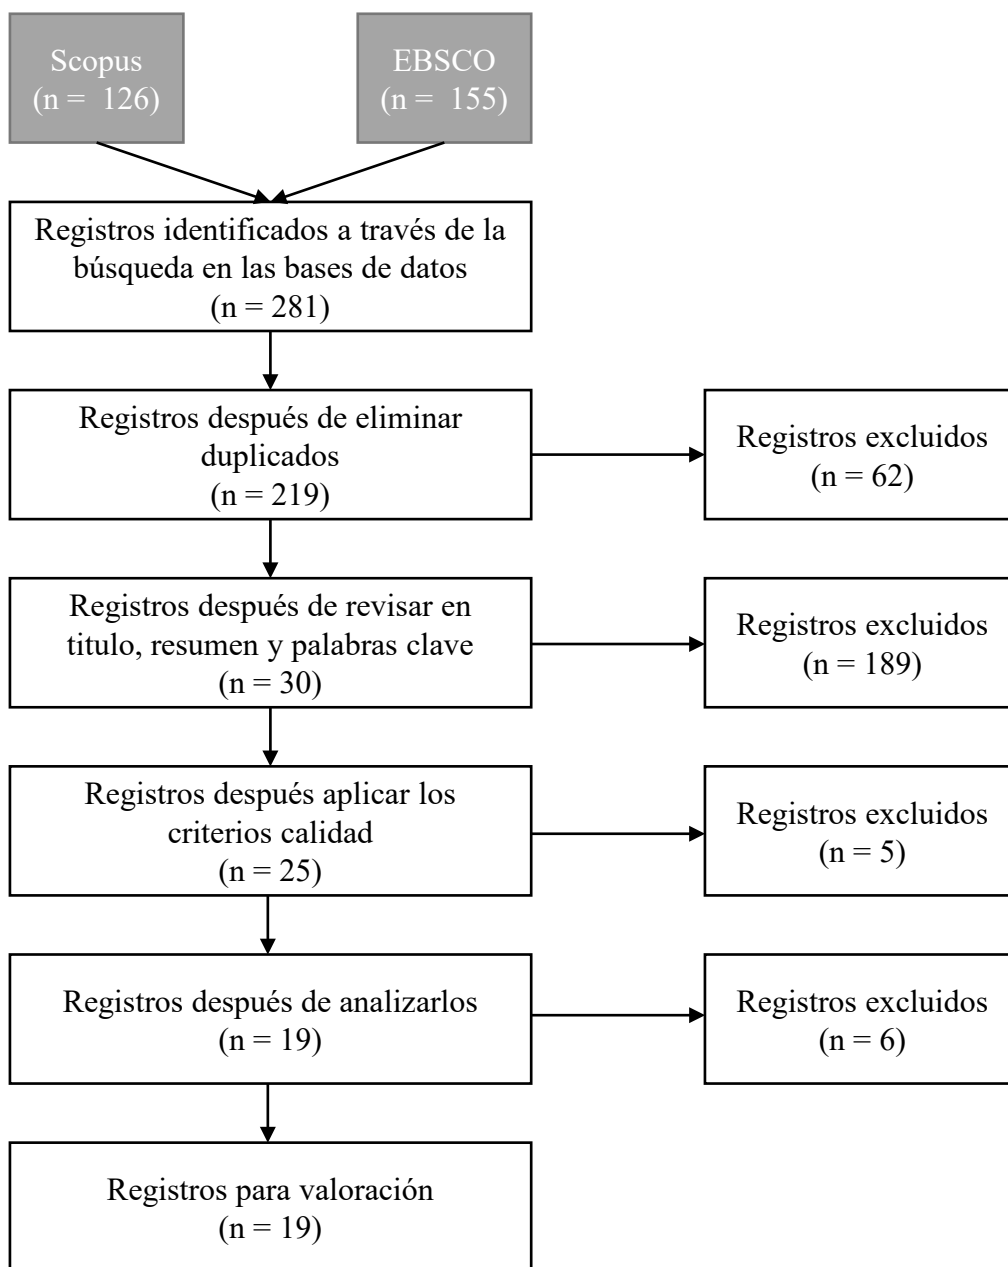 Scopus
(n =  126)
EBSCO
(n =  155)
Registros identificados a través de la
búsqueda en las bases de datos
(n = 281)
Registros después de eliminar
duplicados
(n = 219)
Registros excluidos
(n = 62)
Registros después de revisar en
titulo, resumen y palabras clave
(n = 30)
Registros excluidos
(n = 189)
Registros después aplicar los
criterios calidad
(n = 25)
Registros excluidos
(n = 5)
Registros después de analizarlos
(n = 19)
Registros excluidos
(n = 6)
Registros para valoración
(n = 19)